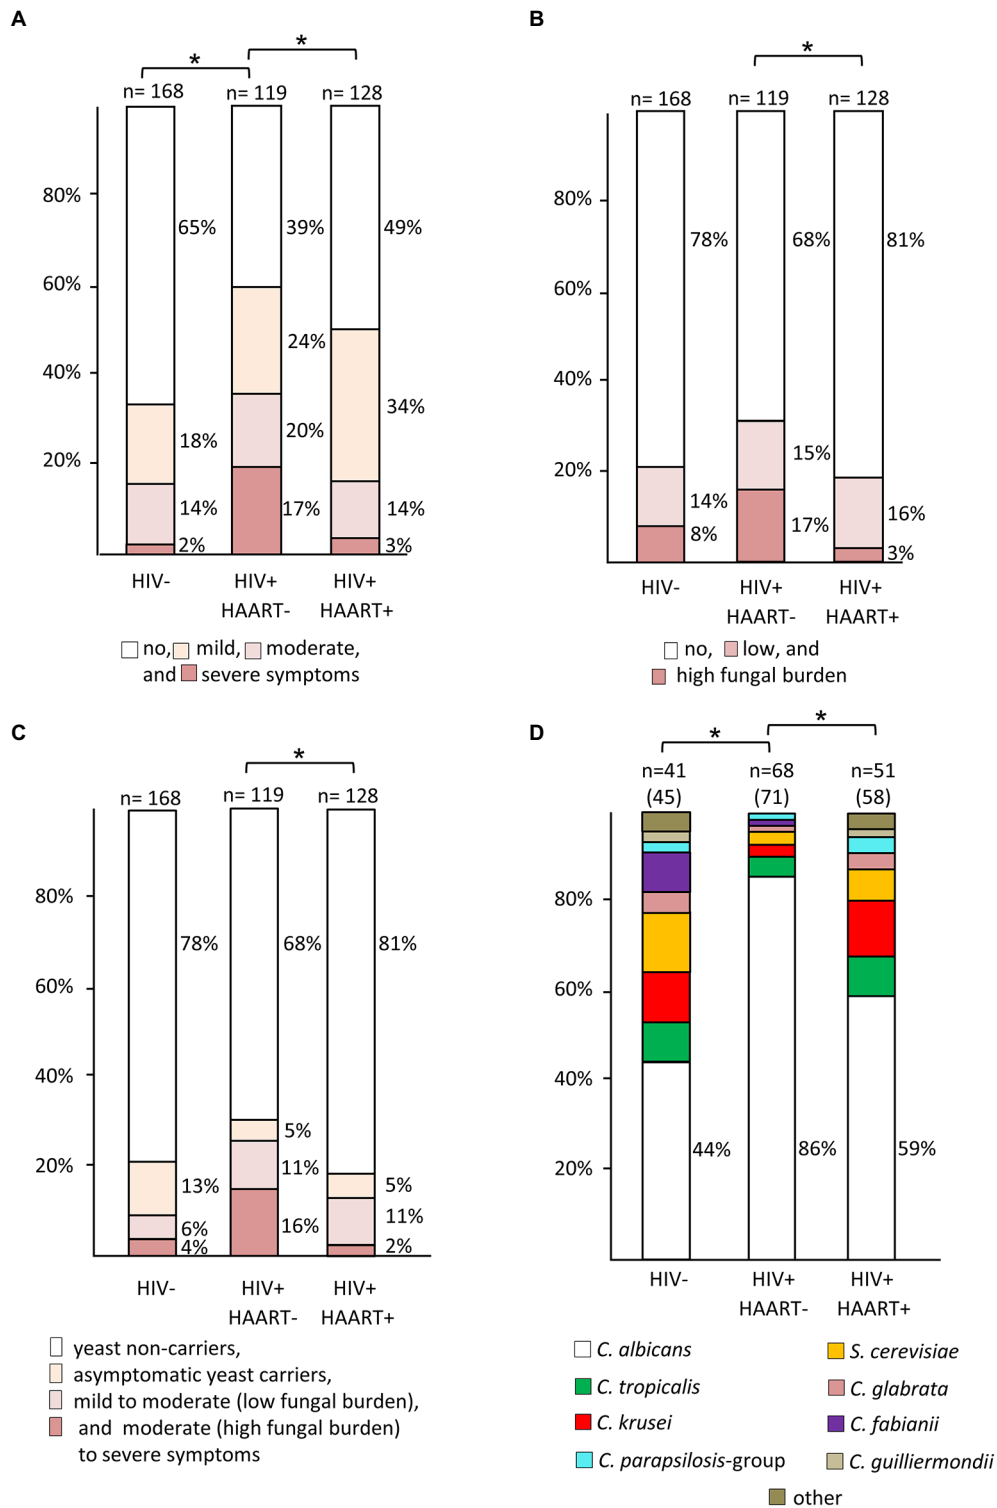 A
*
*
n= 168
n= 119
n= 128
80%
60%
40%
20%
65%
39%
49%
24%
34%
18%
20%
14%
17%
14%
2%
3%
HIV-
HIV+
HAART-
HIV+
HAART+
no, mild, moderate,
and severe symptoms
B
*
n= 168
n= 119
n= 128
80%
60%
40%
20%
78%
68%
81%
15%
14%
16%
8%
17%
3%
HIV-
HIV+
HAART-
HIV+
HAART+
no, low, and
high fungal burden
C
*
n= 168
n= 119
n= 128
80%
60%
40%
20%
78%
68%
81%
5%
13%
11%
5%
6%
16%
11%
4%
2%
HIV-
HIV+
HAART-
HIV+
HAART+
yeast non-carriers,
asymptomatic yeast carriers,
mild to moderate (low fungal burden),
and moderate (high fungal burden)
to severe symptoms
D
*
*
n=41
(45)
n=68
(71)
n=51
(58)
80%
60%
40%
20%
44%
86%
59%
HIV-
HIV+
HAART-
HIV+
HAART+
C. albicans
C. tropicalis
C. krusei
C. parapsilosis-group
S. cerevisiae
C. glabrata
C. fabianii
C. guilliermondii
other